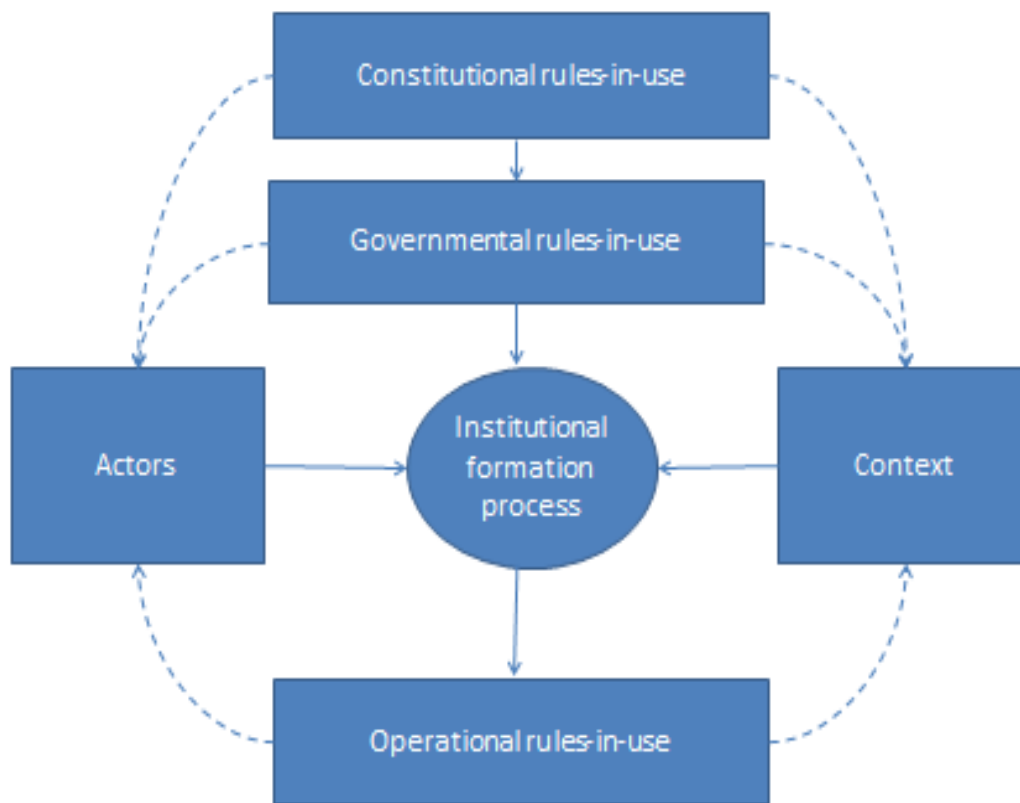 Constitutional rules-in-use
Governmental rules-in-use
Institutional
formation
process
Actors
Context
Operational rules-in-use